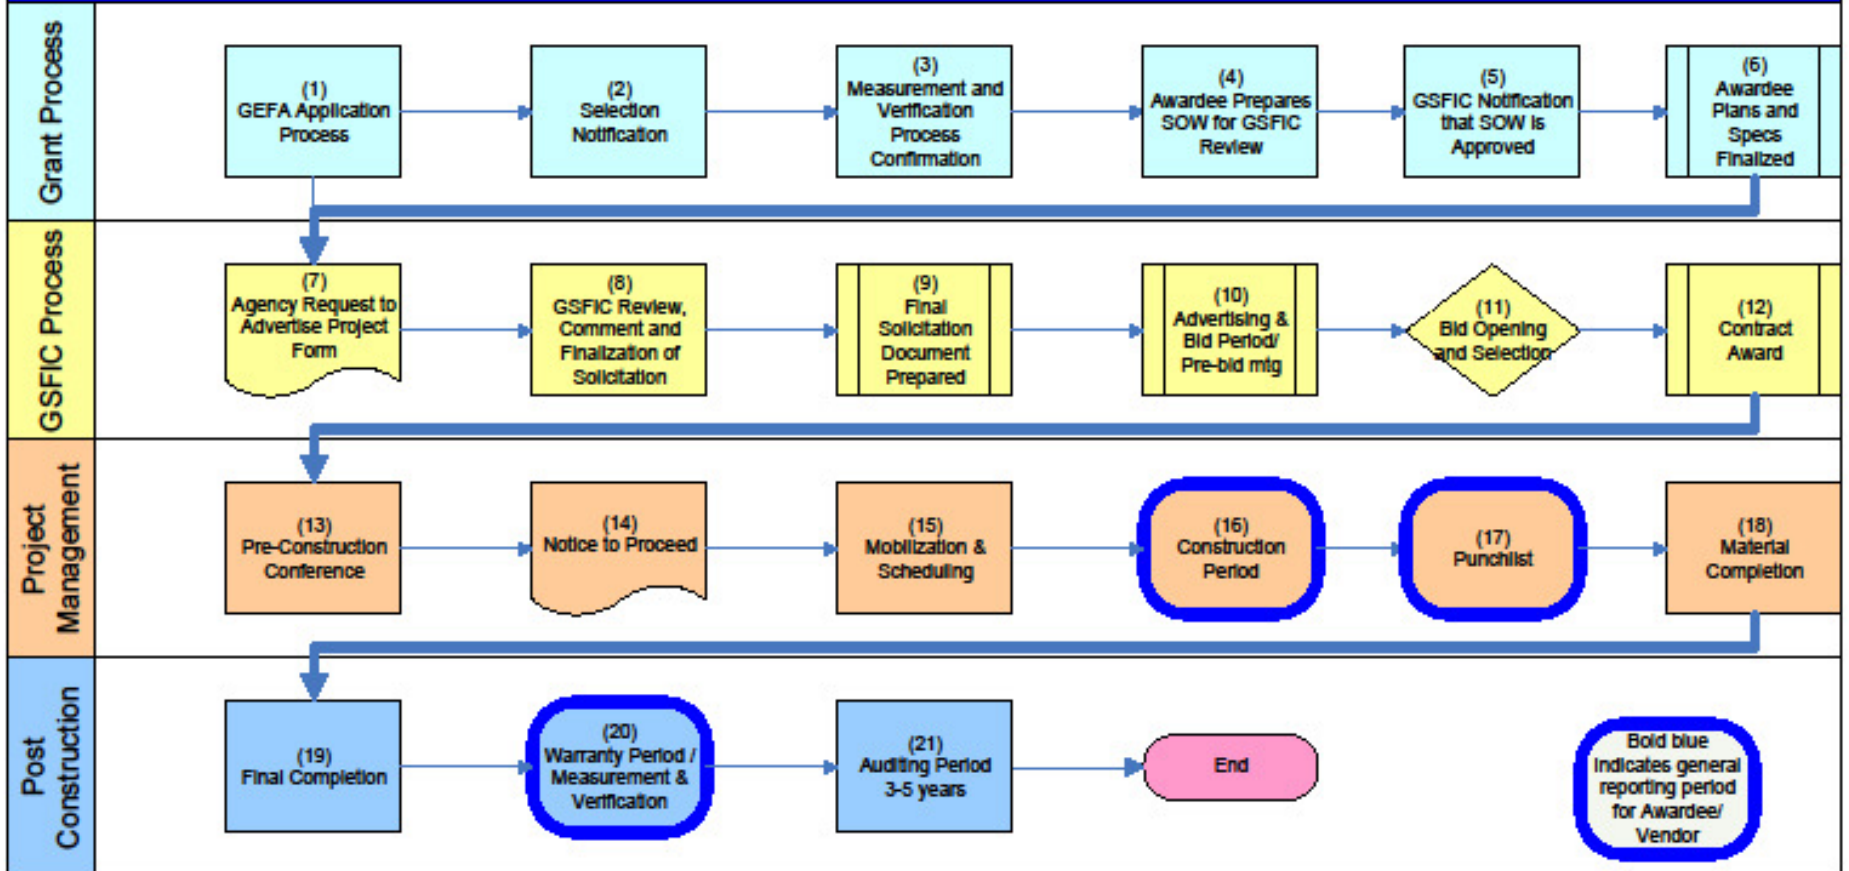 Grant Process
(1)
GEFA Application
Process
(2)
Selection
Notification
(3)
Measurement and
Verification
Process
Confirmation
(4)
Awardee Prepares
SOW for GSFIC
Review
(5)
GSFIC Notification
that SOW is
Approved
(6)
Awardee
Plans and
Specs
Finalized
GSFIC Process
(7)
Agency Request to
Advertise Project
Form
(8)
GSFIC Review,
Comment and
Finalization of
Solicitation
(9)
Final
Solicitation
Document
Prepared
(10)
Advertising &
Bid Period/
Pre-bid mtg
(11)
Bid Opening
and Selection
(12)
Contract
Award
Project
Management
(13)
Pre-Construction
Conference
(14)
Notice to Proceed
(15)
Mobilization &
Scheduling
(16)
Construction
Period
(17)
Punchlist
(18)
Material
Completion
Post
Construction
(19)
Final Completion
(20)
Warranty Period /
Measurement &
Verification
(21)
Auditing Period
3-5 years
End
Bold blue
indicates general
reporting period
for Awardee/
Vendor